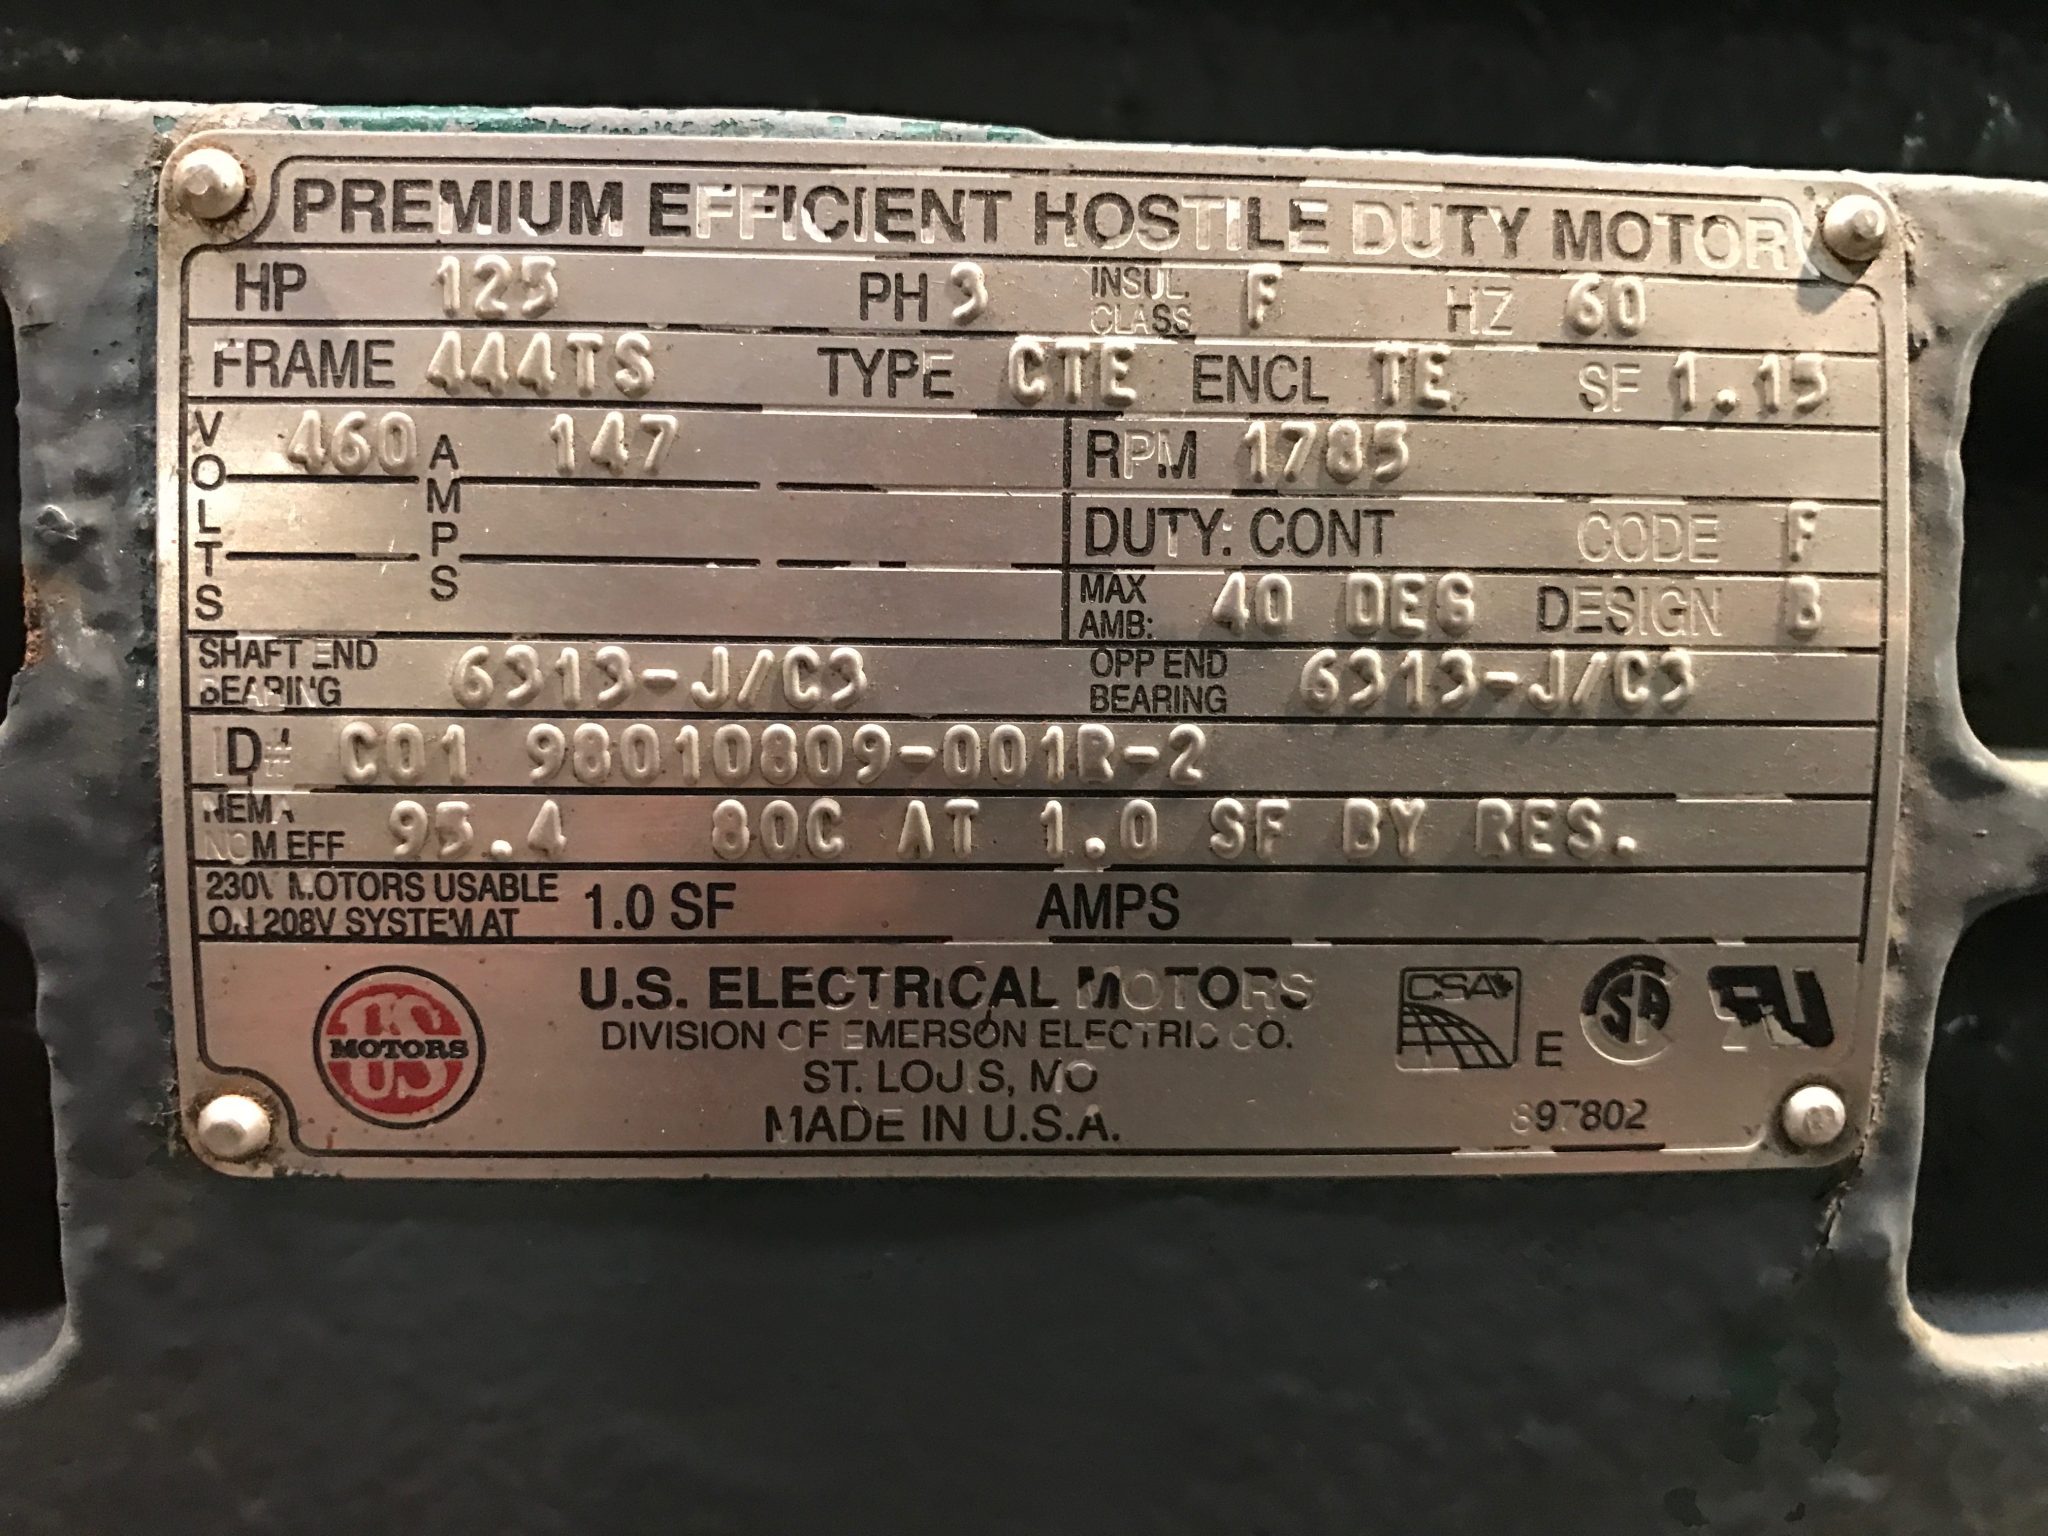 PREMIUM EFFICIENT HOSTILE DUTY MOTOR
HP 125 PH 3 INSUL. CLASS F HZ 60
FRAME 444TS TYPE CTE ENCL TE SF 1.15
VOLTS 460 AMPS 147 RPM 1785
DUTY: CONT CODE F
MAX AMB: 40 DEG DESIGN B
SHAFT END BEARING 6313-J/C3 OPP END BEARING 6313-J/C3
ID# C01 98010809-001R-2
NEMA NOM EFF 95.4 80C AT 1.0 SF BY RES.
230V MOTORS USABLE ON 208V SYSTEM AT 1.0 SF AMPS
U.S. ELECTRICAL MOTORS
DIVISION OF EMERSON ELECTRIC CO.
ST. LOUIS, MO
MADE IN U.S.A.
US MOTORS
CSA E SA
897802